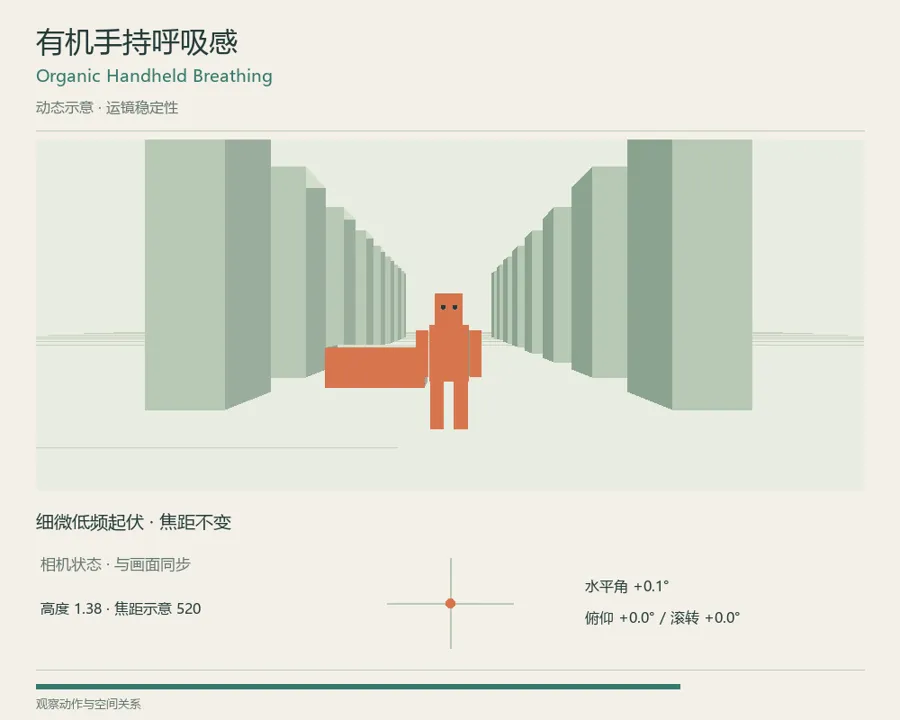 有机手持呼吸感
Organic Handheld Breathing
动态示意 · 运镜稳定性
细微低频起伏 · 焦距不变
相机状态 · 与画面同步
高度 1.38 · 焦距示意 520
水平角 +0.1°
俯仰 +0.0° / 滚转 +0.0°
观察动作与空间关系